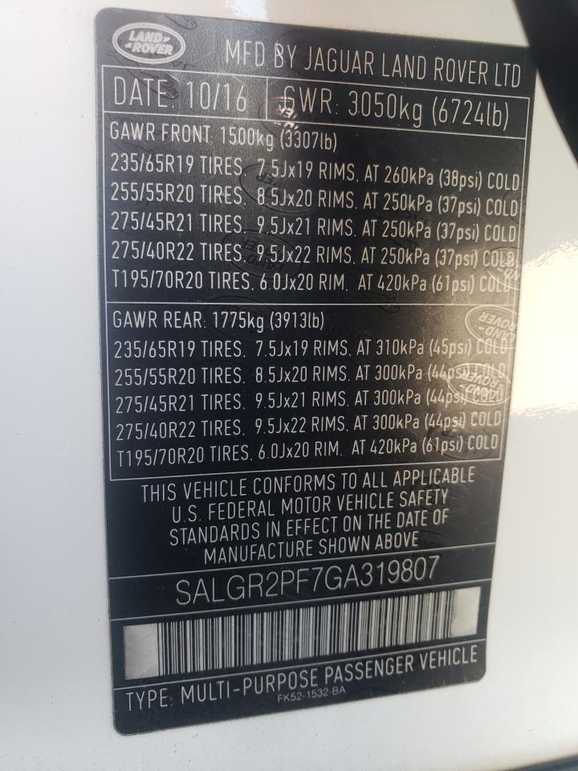 LAND
ROVER
MFD BY JAGUAR LAND ROVER LTD
DATE: 10/16 GWR: 3050kg (6724lb)
GAWR FRONT: 1500kg (3307lb)
235/65R19 TIRES. 7.5Jx19 RIMS. AT 260kPa (38psi) COLD
255/55R20 TIRES. 8.5Jx20 RIMS. AT 250kPa (37psi) COLD
275/45R21 TIRES. 9.5Jx21 RIMS. AT 250kPa (37psi) COLD
275/40R22 TIRES. 9.5Jx22 RIMS. AT 250kPa (37psi) COLD
T195/70R20 TIRES. 6.0Jx20 RIM. AT 420kPa (61psi) COLD
GAWR REAR: 1775kg (3913lb)
235/65R19 TIRES. 7.5Jx19 RIMS. AT 310kPa (45psi) COLD
255/55R20 TIRES. 8.5Jx20 RIMS. AT 300kPa (44psi) COLD
275/45R21 TIRES. 9.5Jx21 RIMS. AT 300kPa (44psi) COLD
275/40R22 TIRES. 9.5Jx22 RIMS. AT 300kPa (44psi) COLD
T195/70R20 TIRES. 6.0Jx20 RIM. AT 420kPa (61psi) COLD
THIS VEHICLE CONFORMS TO ALL APPLICABLE
U.S. FEDERAL MOTOR VEHICLE SAFETY
STANDARDS IN EFFECT ON THE DATE OF
MANUFACTURE SHOWN ABOVE
SALGR2PF7GA319807
TYPE: MULTI-PURPOSE PASSENGER VEHICLE
FK52-1532-BA